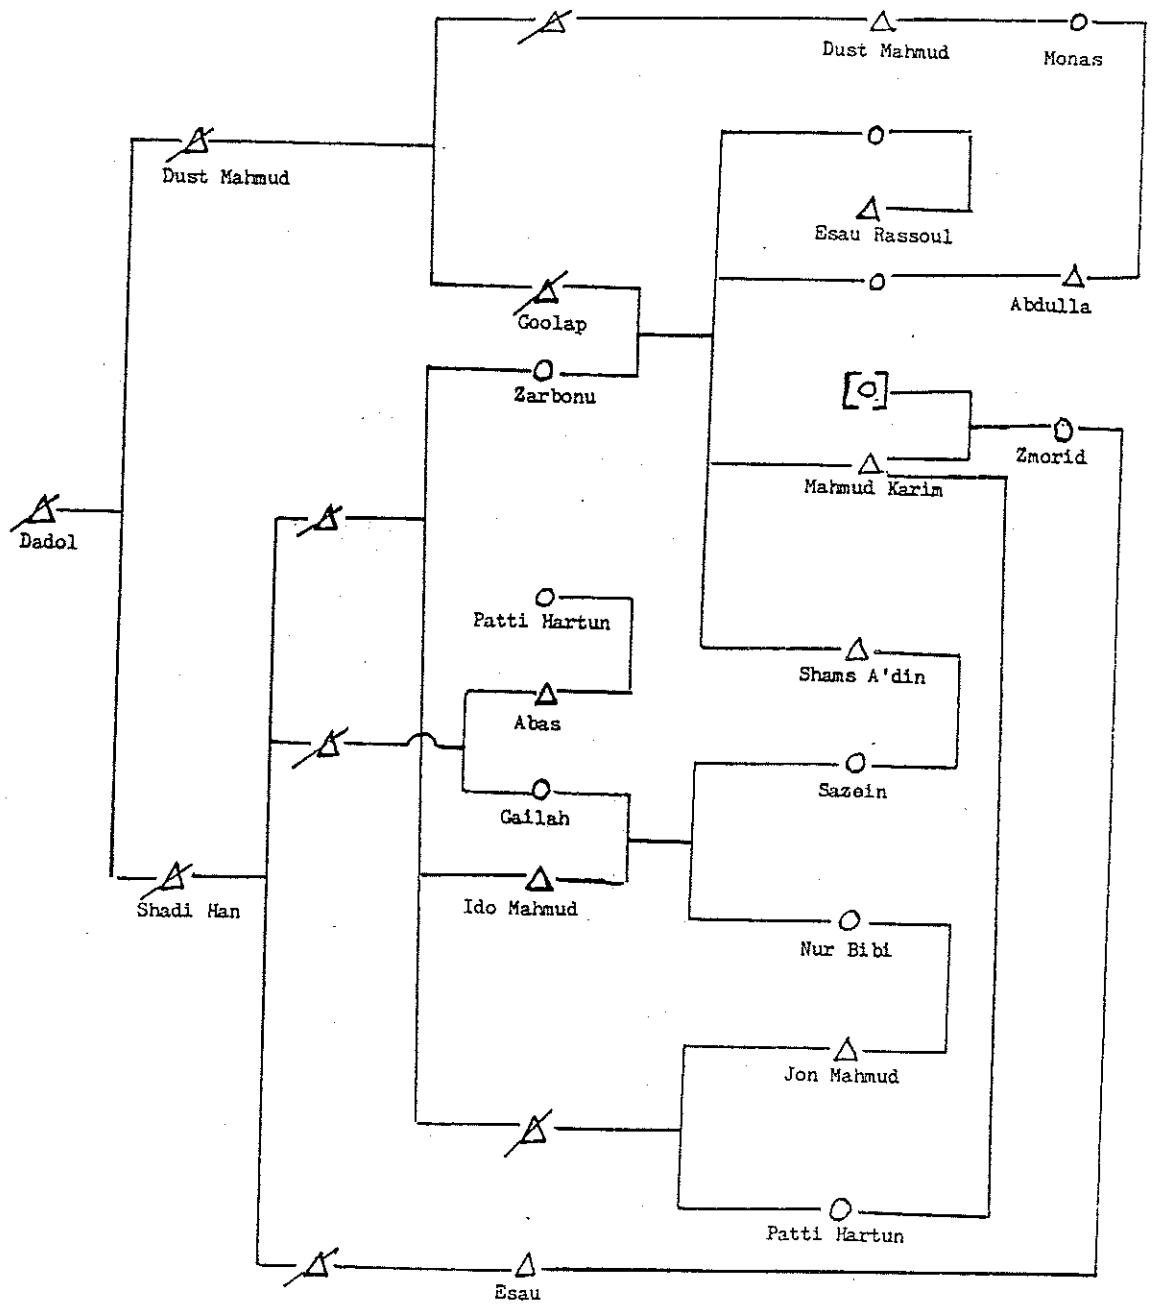 Dust Mahmud
Monas
Dust Mahmud
Esau Rassoul
Abdulla
Goolap
Zarbonu
Zmorid
Mahmud Karim
Dadol
Patti Hartun
Shams A'din
Abas
Sazein
Gailah
Shadi Han
Ido Mahmud
Nur Bibi
Jon Mahmud
Patti Hartun
Esau